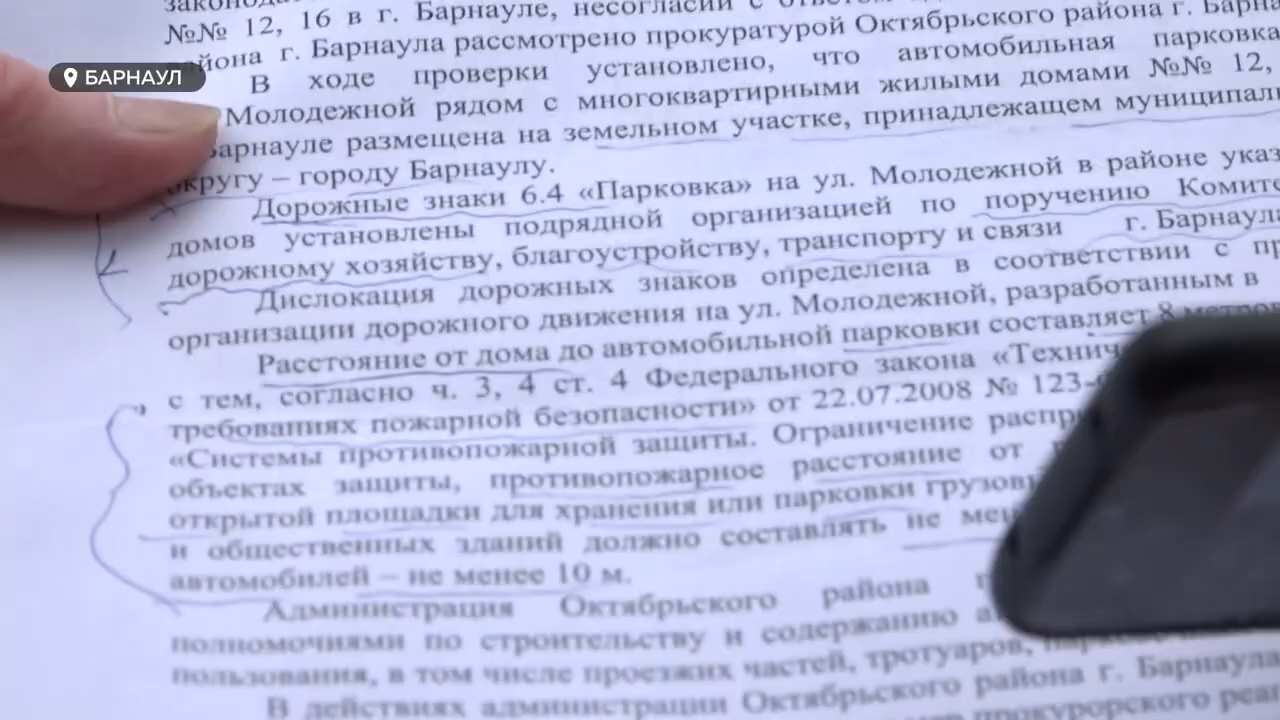 №№ 12, 16 в г. Барнауле, несогласии с ответом
района г. Барнаула рассмотрено прокуратурой Октябрьского района г.
БАРНАУЛ
В ходе проверки установлено, что автомобильная парковка
Молодежной рядом с многоквартирными жилыми домами №№ 12,
Барнауле размещена на земельном участке, принадлежащем
округу – городу Барнаулу.
Дорожные знаки 6.4 «Парковка» на ул. Молодежной в районе
домов установлены подрядной организацией по поручению
дорожному хозяйству, благоустройству, транспорту и связи г.
Дислокация дорожных знаков определена в соответствии с
организации дорожного движения на ул. Молодежной, разработанным в
Расстояние от дома до автомобильной парковки составляет 8
с тем, согласно ч. 3, 4 ст. 4 Федерального закона
требованиях пожарной безопасности» от 22.07.2008 №
«Системы противопожарной защиты. Ограничение
объектах защиты, противопожарное расстояние от
открытой площадки для хранения или парковки
и общественных зданий должно составлять не
автомобилей – не менее 10 м.
Администрация Октябрьского района
полномочиями по строительству и содержанию
пользования, в том числе проезжих частей, тротуаров,
В действиях администрации Октябрьского района г. Барнаула